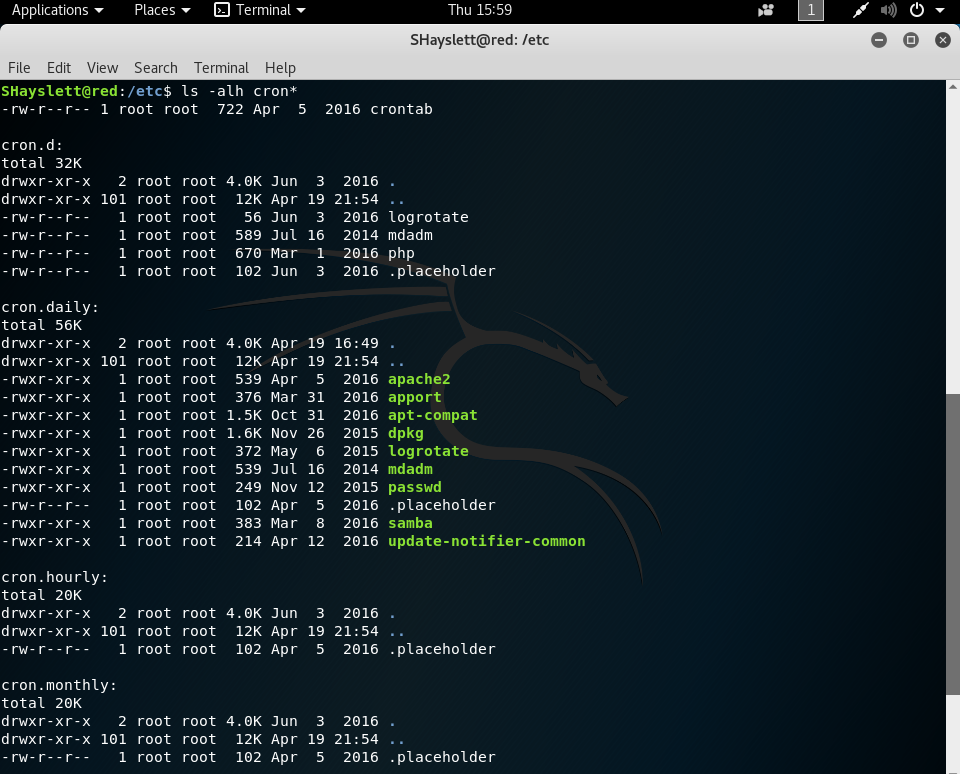 Applications Places Terminal Thu 15:59 1
SHayslett@red: /etc
File Edit View Search Terminal Help
SHayslett@red:/etc$ ls -alh cron*
-rw-r--r-- 1 root root  722 Apr  5  2016 crontab

cron.d:
total 32K
drwxr-xr-x   2 root root 4.0K Jun  3  2016 .
drwxr-xr-x 101 root root  12K Apr 19 21:54 ..
-rw-r--r--   1 root root   56 Jun  3  2016 logrotate
-rw-r--r--   1 root root  589 Jul 16  2014 mdadm
-rw-r--r--   1 root root  670 Mar  1  2016 php
-rw-r--r--   1 root root  102 Jun  3  2016 .placeholder

cron.daily:
total 56K
drwxr-xr-x   2 root root 4.0K Apr 19 16:49 .
drwxr-xr-x 101 root root  12K Apr 19 21:54 ..
-rwxr-xr-x   1 root root  539 Apr  5  2016 apache2
-rwxr-xr-x   1 root root  376 Mar 31  2016 apport
-rwxr-xr-x   1 root root 1.5K Oct 31  2016 apt-compat
-rwxr-xr-x   1 root root 1.6K Nov 26  2015 dpkg
-rwxr-xr-x   1 root root  372 May  6  2015 logrotate
-rwxr-xr-x   1 root root  539 Jul 16  2014 mdadm
-rwxr-xr-x   1 root root  249 Nov 12  2015 passwd
-rw-r--r--   1 root root  102 Apr  5  2016 .placeholder
-rwxr-xr-x   1 root root  383 Mar  8  2016 samba
-rwxr-xr-x   1 root root  214 Apr 12  2016 update-notifier-common

cron.hourly:
total 20K
drwxr-xr-x   2 root root 4.0K Jun  3  2016 .
drwxr-xr-x 101 root root  12K Apr 19 21:54 ..
-rw-r--r--   1 root root  102 Apr  5  2016 .placeholder

cron.monthly:
total 20K
drwxr-xr-x   2 root root 4.0K Jun  3  2016 .
drwxr-xr-x 101 root root  12K Apr 19 21:54 ..
-rw-r--r--   1 root root  102 Apr  5  2016 .placeholder